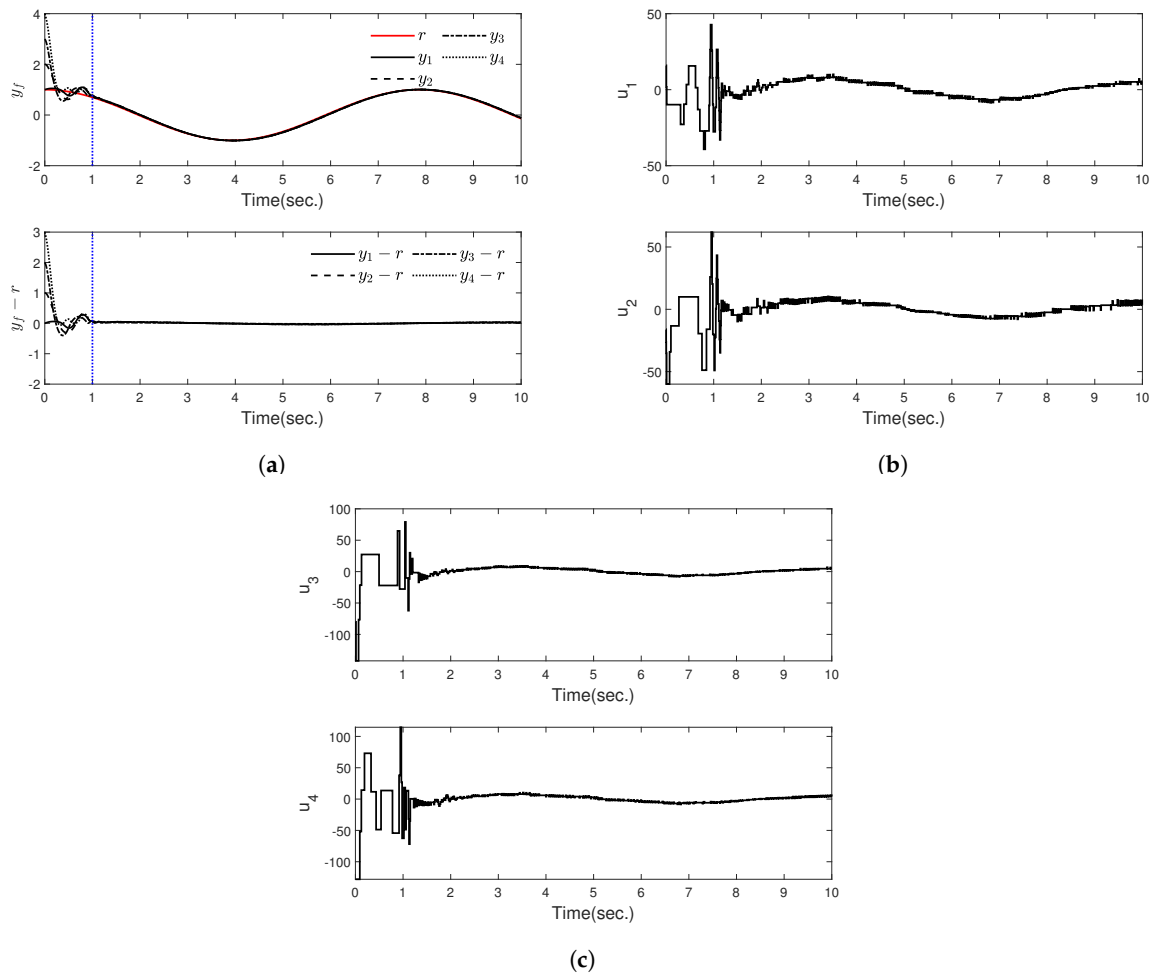 4
2
0
-2
y_f
r
y_1
y_2
y_3
y_4
0 1 2 3 4 5 6 7 8 9 10
Time(sec.)
3
2
1
0
-1
-2
y_f − r
y_1 − r
y_2 − r
y_3 − r
y_4 − r
0 1 2 3 4 5 6 7 8 9 10
Time(sec.)
(a)
50
0
-50
u_1
0 1 2 3 4 5 6 7 8 9 10
Time(sec.)
50
0
-50
u_2
0 1 2 3 4 5 6 7 8 9 10
Time(sec.)
(b)
100
50
0
-50
-100
u_3
0 1 2 3 4 5 6 7 8 9 10
Time(sec.)
100
50
0
-50
-100
u_4
0 1 2 3 4 5 6 7 8 9 10
Time(sec.)
(c)